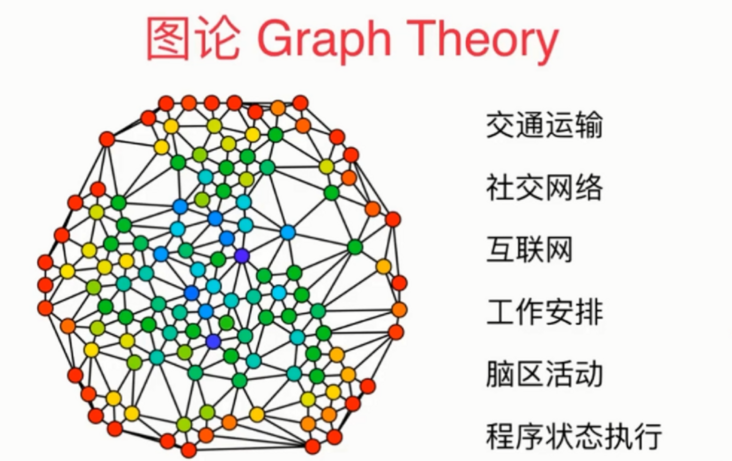 图论 Graph Theory
交通运输
社交网络
互联网
工作安排
脑区活动
程序状态执行